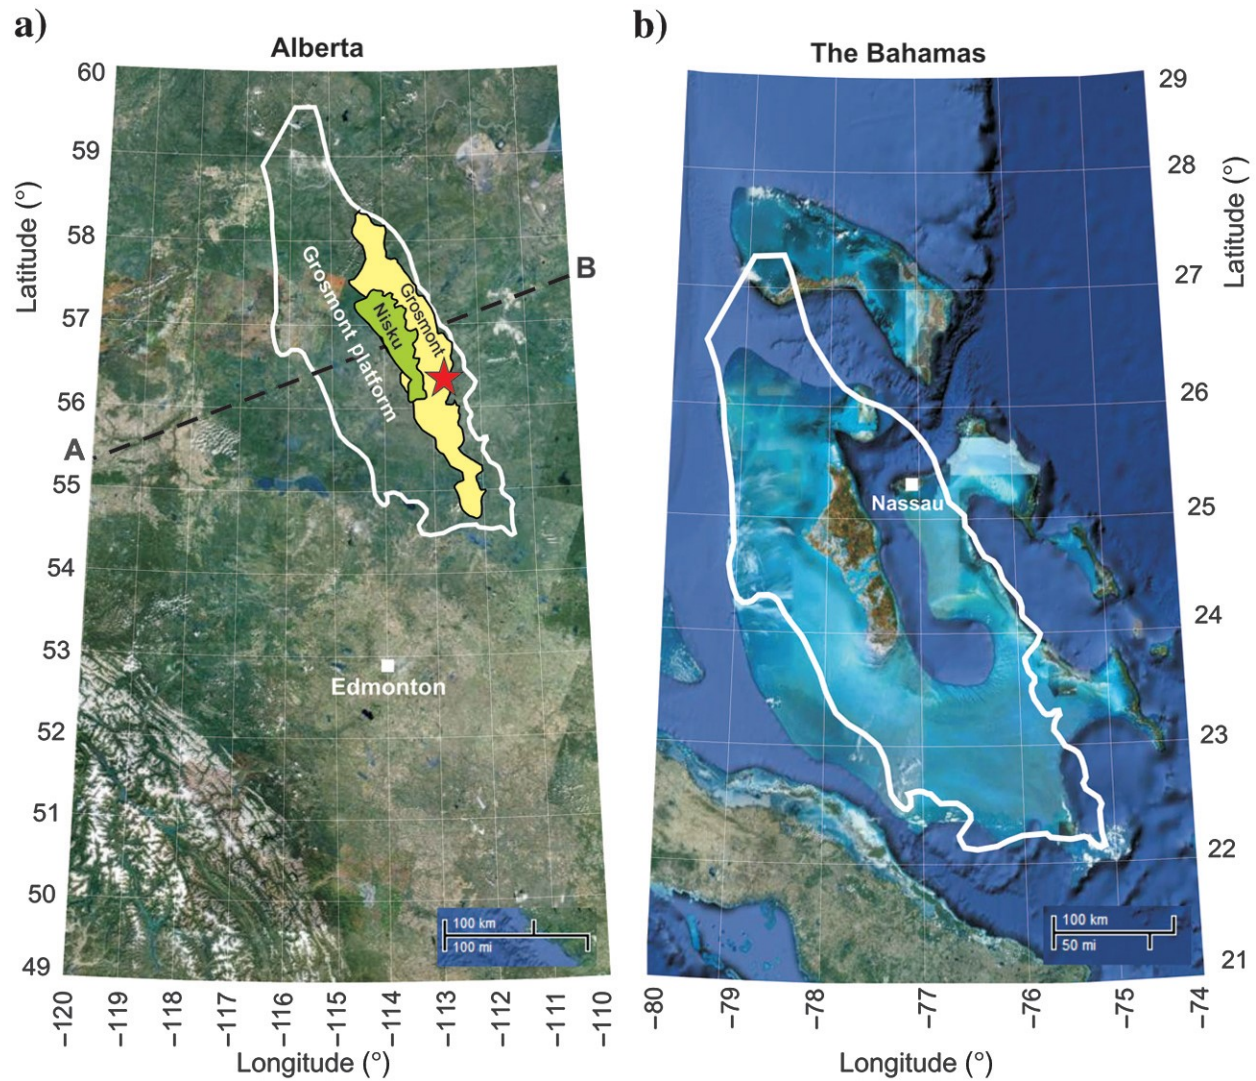 a)
Alberta
60
59
58
57
56
55
54
53
52
51
50
49
Latitude (°)
A
B
Grosmont platform
Grosmont
Nisku
Edmonton
100 km
100 mi
−120
−119
−118
−117
−116
−115
−114
−113
−112
−111
−110
Longitude (°)
b)
The Bahamas
29
28
27
26
25
24
23
22
21
Latitude (°)
Nassau
100 km
50 mi
−80
−79
−78
−77
−76
−75
−74
Longitude (°)